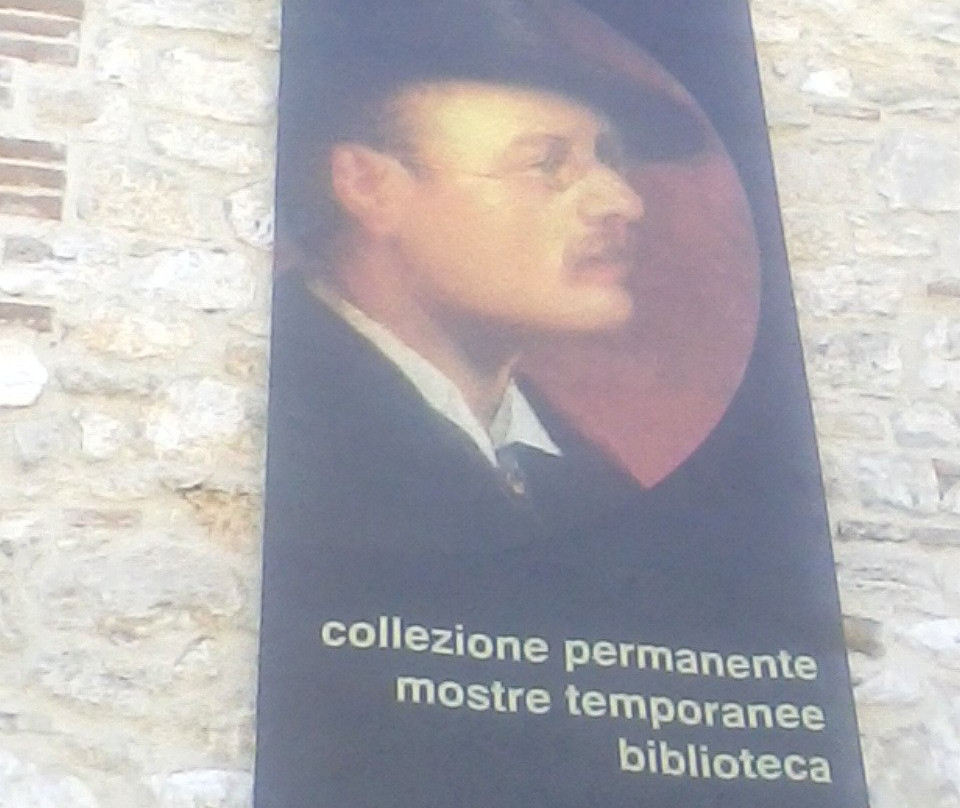 collezione permanente
mostre temporanee
biblioteca